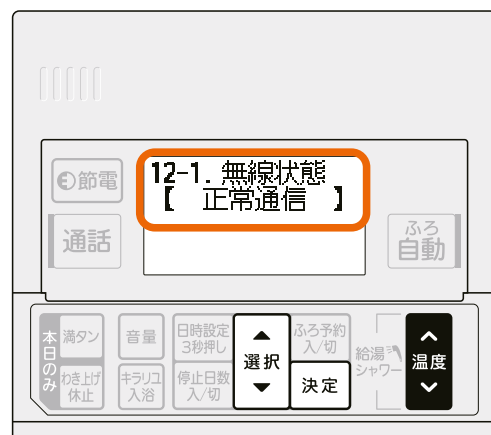 12-1. 無線状態
【 正常通信 】
節電
通話
ふろ
自動
本日のみ
満タン
わき上げ
休止
音量
キラリユ
入浴
日時設定
3秒押し
停止日数
入/切
▲
選択
▼
ふろ予約
入/切
決定
給湯
シャワー
温度